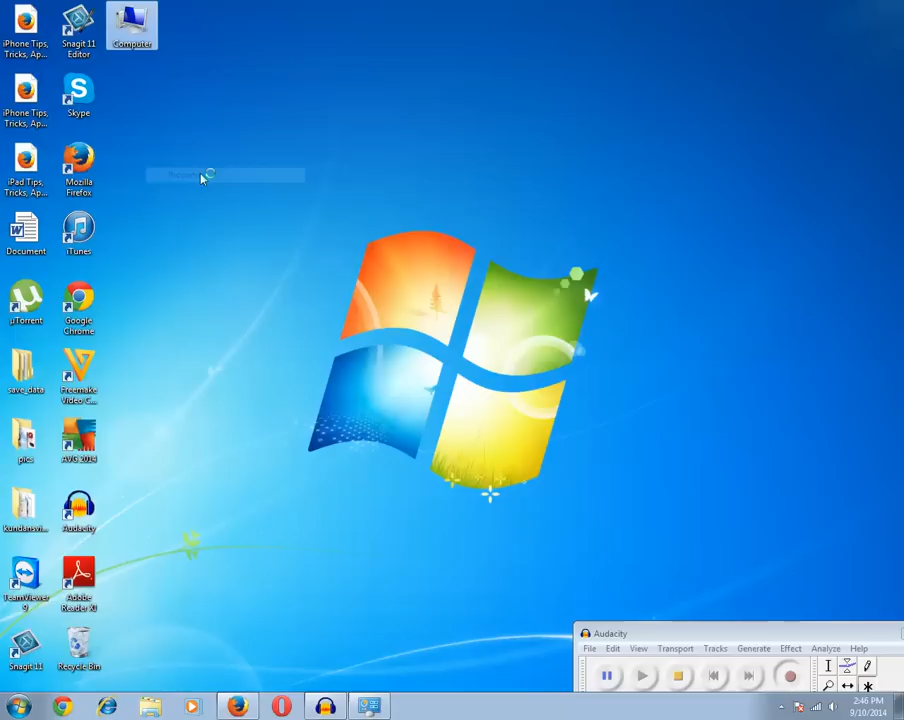 iPhone Tips,
Tricks, Ap...
Snagit 11
Editor
Computer
iPhone Tips,
Tricks, Ap...
Skype
iPad Tips,
Tricks, Ap...
Mozilla
Firefox
Document
iTunes
µTorrent
Google
Chrome
save_data
Freemake
Video C...
pics
AVG 2014
kundansvi...
Audacity
TeamViewer
9
Adobe
Reader XI
Snagit 11
Recycle Bin
Audacity
File Edit View Transport Tracks Generate Effect Analyze Help
2:46 PM
9/10/2014